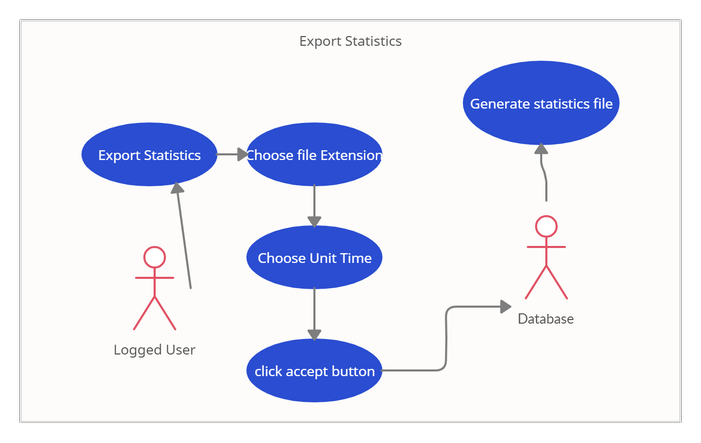 Export Statistics
Generate statistics file
Export Statistics
Choose file Extension
Choose Unit Time
Database
Logged User
click accept button